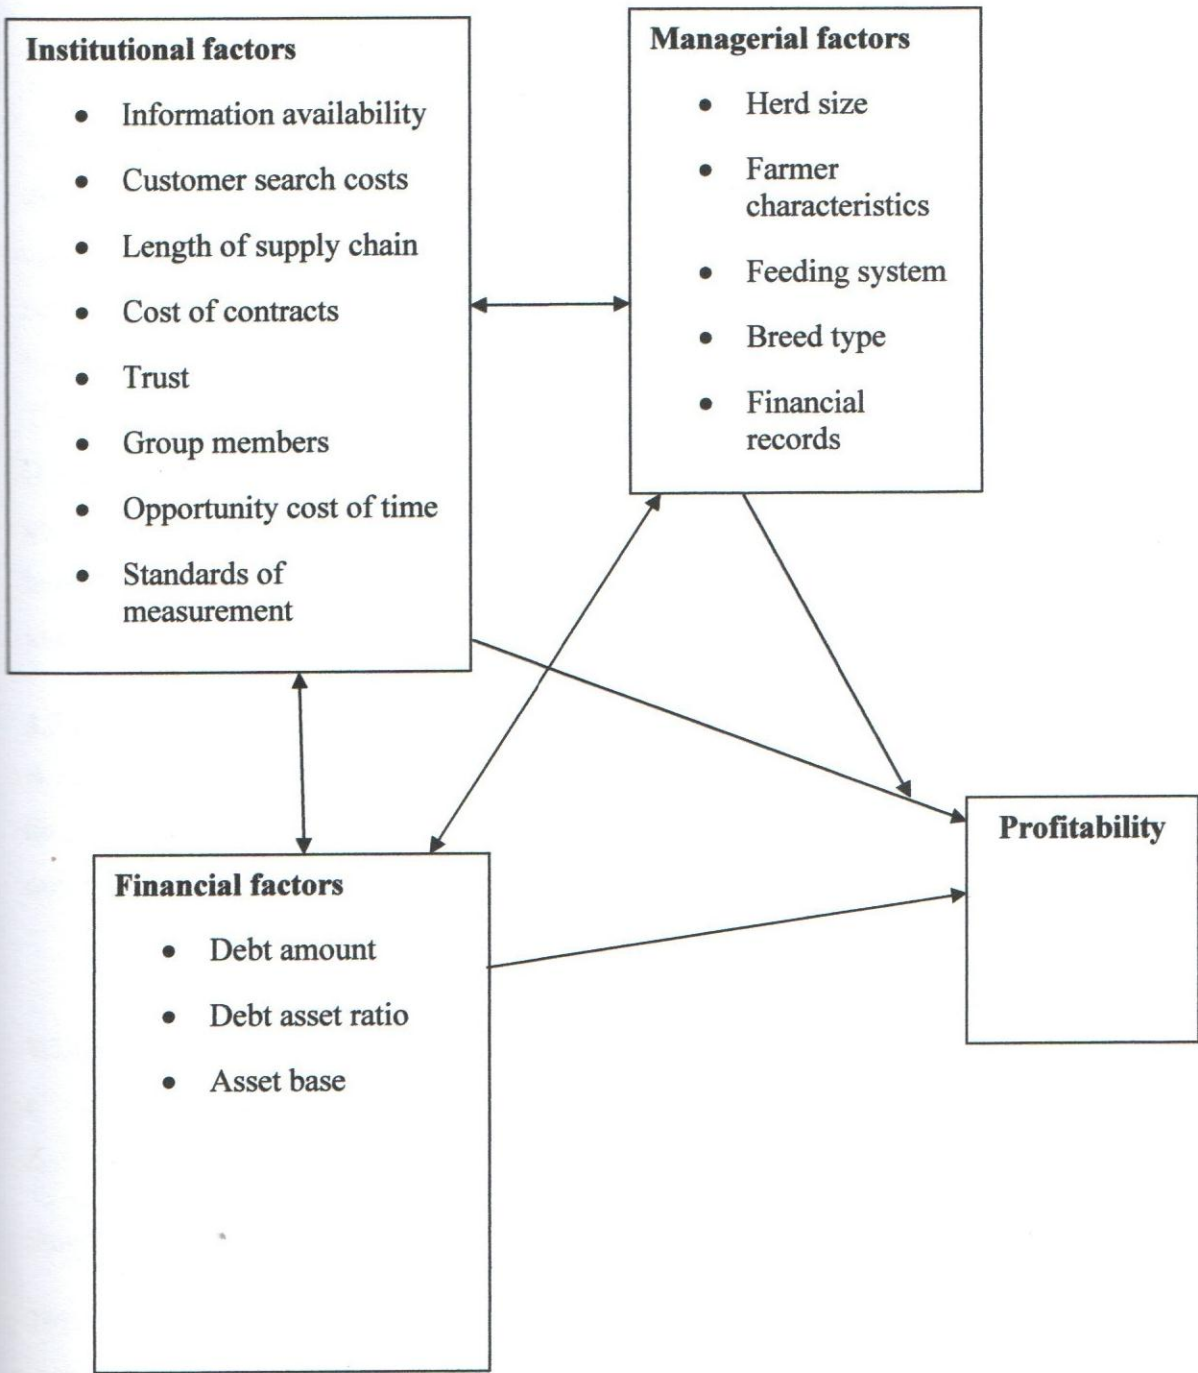 Institutional factors
• Information availability
• Customer search costs
• Length of supply chain
• Cost of contracts
• Trust
• Group members
• Opportunity cost of time
• Standards of
measurement
Managerial factors
• Herd size
• Farmer
characteristics
• Feeding system
• Breed type
• Financial
records
Financial factors
• Debt amount
• Debt asset ratio
• Asset base
Profitability